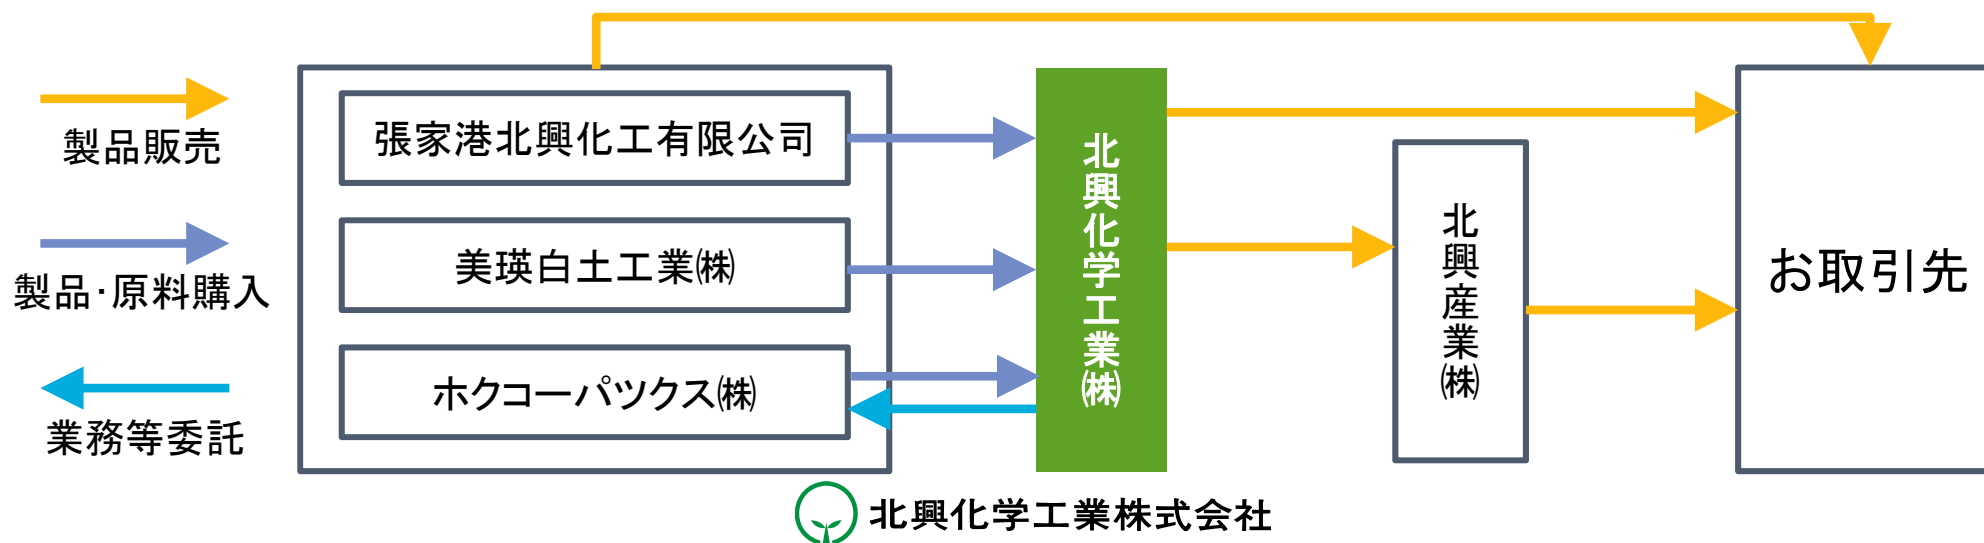 製品販売
製品・原料購入
業務等委託
張家港北興化工有限公司
美瑛白土工業㈱
ホクコーパツクス㈱
北興化学工業㈱
北興産業㈱
お取引先
北興化学工業株式会社